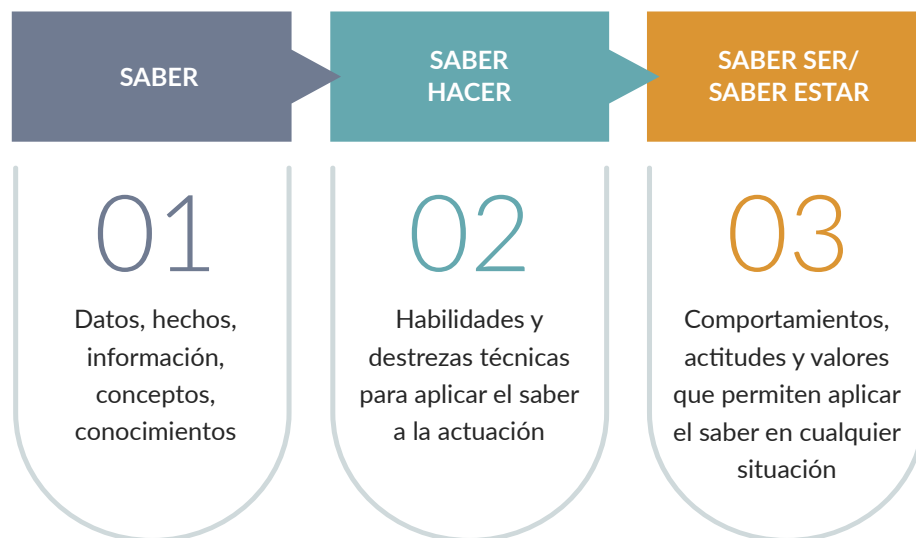 SABER
SABER
HACER
SABER SER/
SABER ESTAR
01
Datos, hechos,
información,
conceptos,
conocimientos
02
Habilidades y
destrezas técnicas
para aplicar el saber
a la actuación
03
Comportamientos,
actitudes y valores
que permiten aplicar
el saber en cualquier
situación